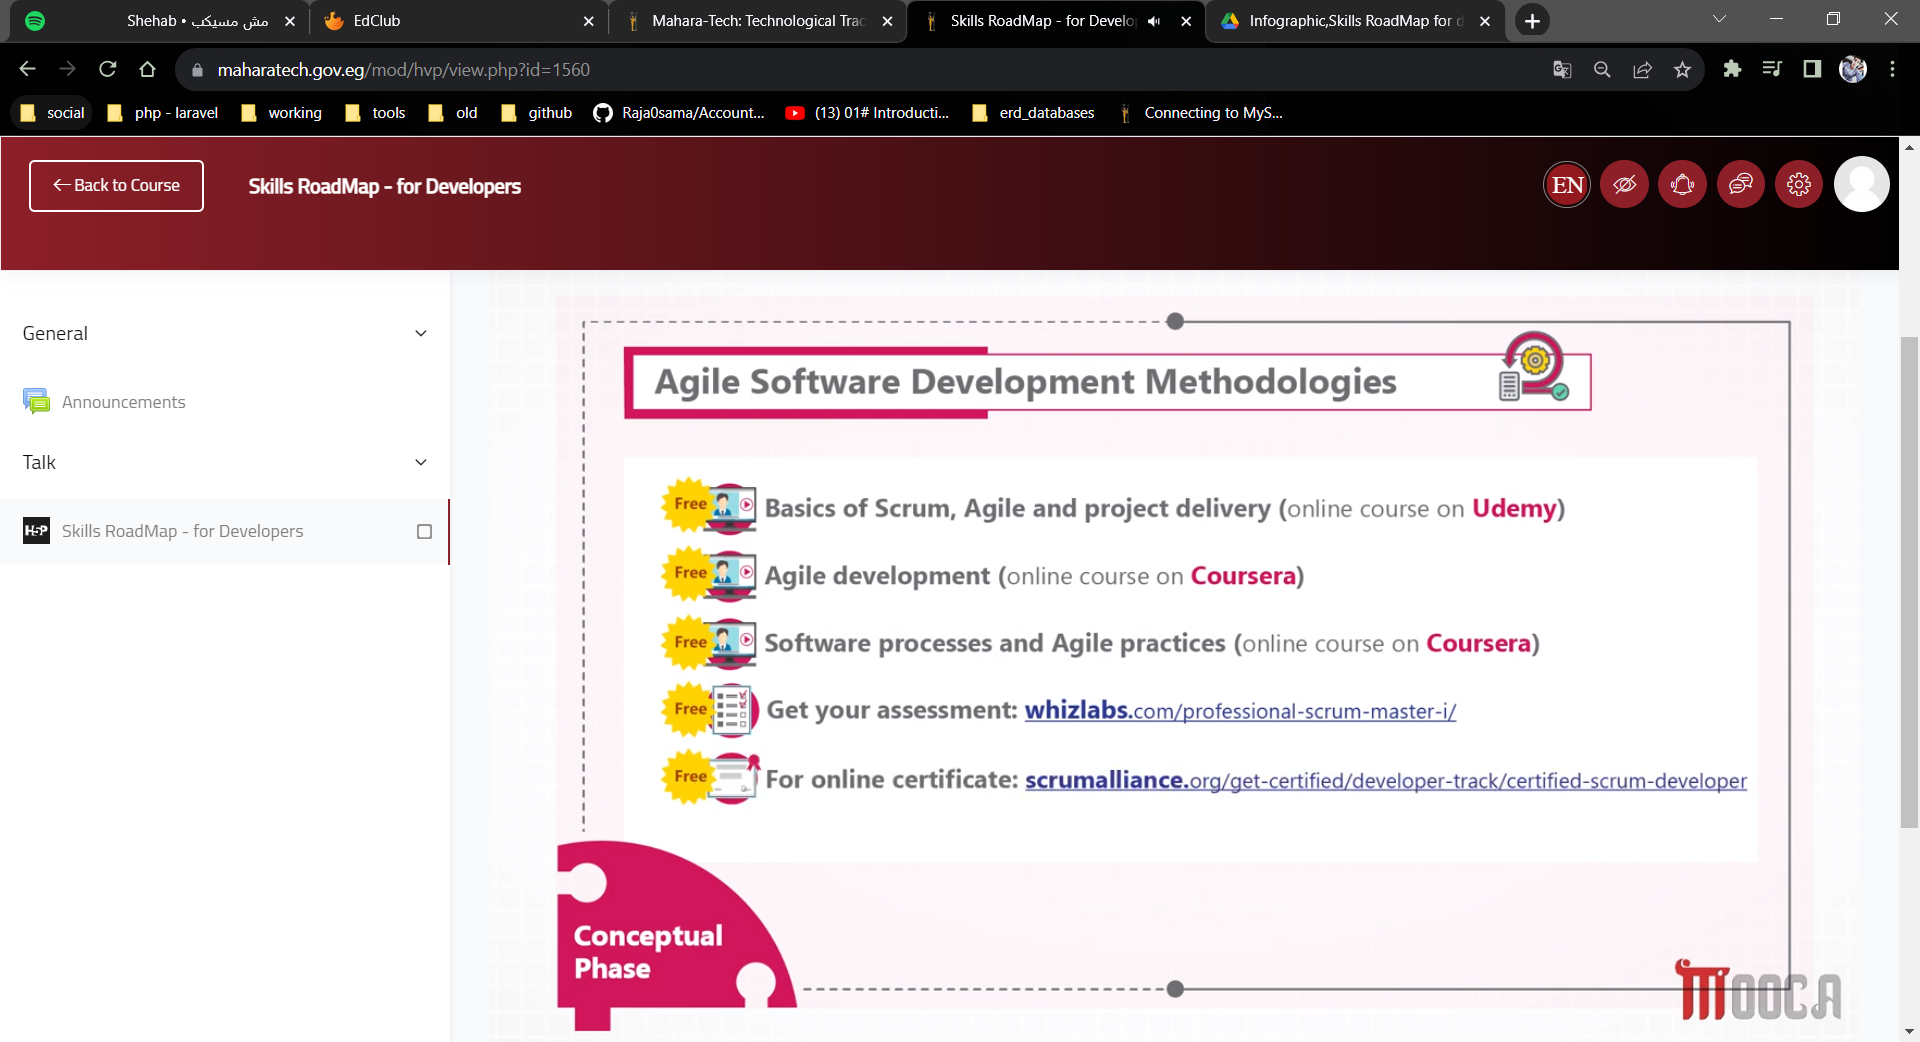 Shehab • مش مسيكب
EdClub
Mahara-Tech: Technological Trac
Skills RoadMap - for Develo
Infographic,Skills RoadMap for d
maharatech.gov.eg/mod/hvp/view.php?id=1560
social
php - laravel
working
tools
old
github
Raja0sama/Account...
(13) 01# Introducti...
erd_databases
Connecting to MyS...
Back to Course
Skills RoadMap - for Developers
EN
General
Announcements
Talk
H5P Skills RoadMap - for Developers
Agile Software Development Methodologies
Free Basics of Scrum, Agile and project delivery (online course on Udemy)
Free Agile development (online course on Coursera)
Free Software processes and Agile practices (online course on Coursera)
Free Get your assessment: whizlabs.com/professional-scrum-master-i/
Free For online certificate: scrumalliance.org/get-certified/developer-track/certified-scrum-developer
Conceptual
Phase
MOOCA